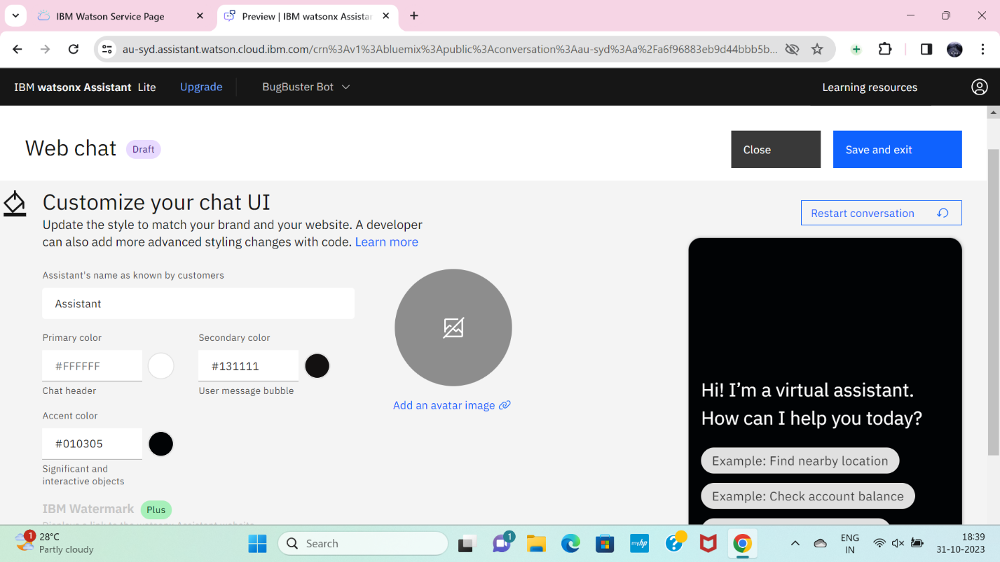 IBM Watson Service Page
Preview | IBM watsonx Assistan
au-syd.assistant.watson.cloud.ibm.com/crn%3Av1%3Abluemix%3Apublic%3Aconversation%3Aau-syd%3Aa%2Fa6f96883eb9d44bbb5b...
IBM watsonx Assistant Lite Upgrade BugBuster Bot Learning resources
Web chat Draft Close Save and exit
Customize your chat UI
Update the style to match your brand and your website. A developer
can also add more advanced styling changes with code. Learn more
Restart conversation
Assistant's name as known by customers
Assistant
Primary color Secondary color
#FFFFFF #131111
Chat header User message bubble
Accent color
#010305
Significant and
interactive objects
Add an avatar image
IBM Watermark Plus
Displays a link to the watsonx Assistant website
Hi! I'm a virtual assistant.
How can I help you today?
Example: Find nearby location
Example: Check account balance
1 28°C
Partly cloudy
Search
1
myhp
ENG
IN
18:39
31-10-2023